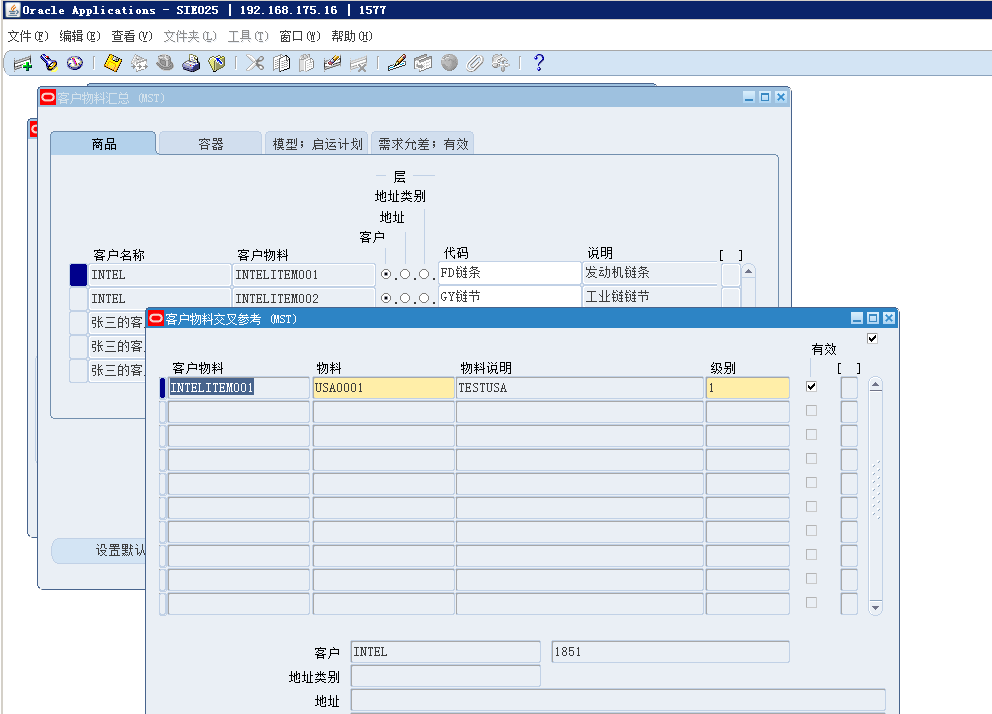 Oracle Applications - SIE025 | 192.168.175.16 | 1577
文件(F) 编辑(E) 查看(V) 文件夹(L) 工具(T) 窗口(W) 帮助(H)
客户物料汇总 (MST)
商品 容器 模型; 启运计划 需求允差; 有效
层
地址类别
地址
客户
客户名称 客户物料 代码 说明 [ ]
INTEL INTELITEM001 FD链条 发动机链条
INTEL INTELITEM002 GY链节 工业链链节
张三的客
张三的客
张三的客
设置默认
客户物料交叉参考 (MST)
有效
客户物料 物料 物料说明 级别 [ ]
INTELITEM001 USA0001 TESTUSA 1
客户 INTEL 1851
地址类别
地址